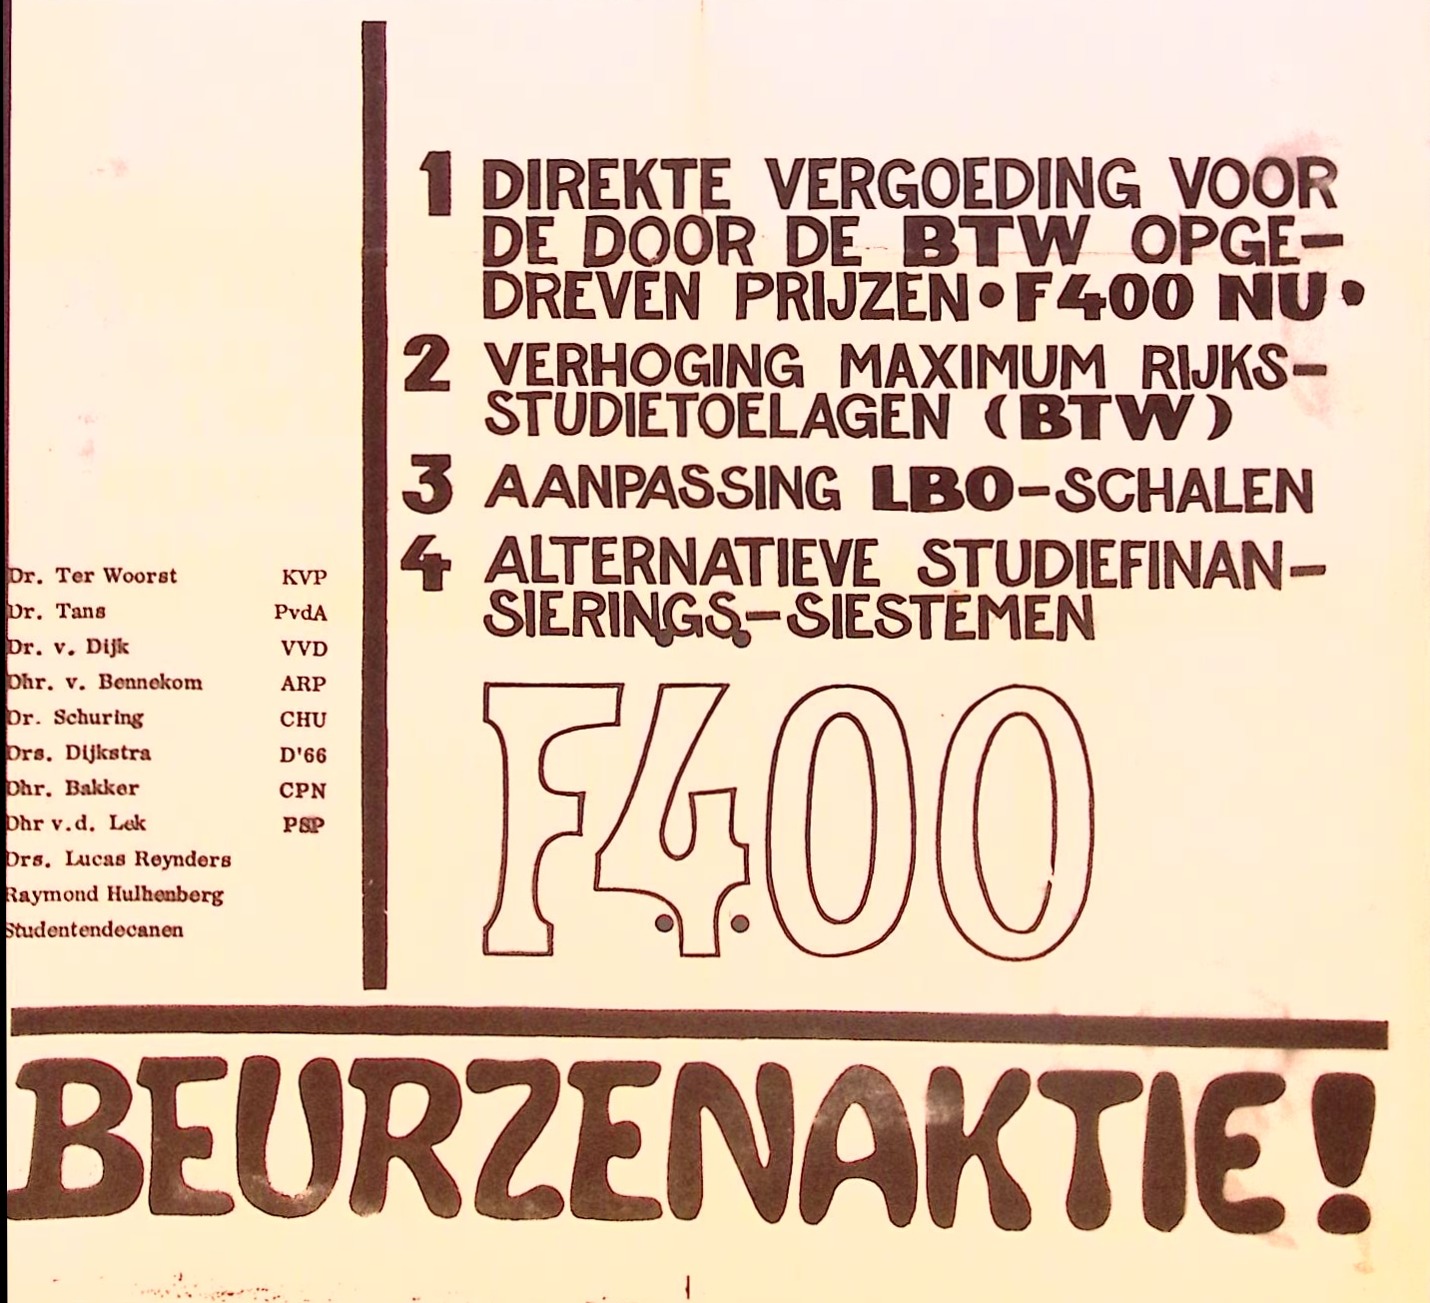 1 DIREKTE VERGOEDING VOOR
DE DOOR DE BTW OPGE-
DREVEN PRIJZEN • F400 NU •
2 VERHOGING MAXIMUM RIJKS-
STUDIETOELAGEN (BTW)
3 AANPASSING LBO-SCHALEN
4 ALTERNATIEVE STUDIEFINAN-
SIERINGS-SIESTEMEN
Dr. Ter Woorst KVP
Dr. Tans PvdA
Dr. v. Dijk VVD
Dhr. v. Bennekom ARP
Dr. Schuring CHU
Drs. Dijkstra D'66
Dhr. Bakker CPN
Dhr v.d. Lek PSP
Drs. Lucas Reynders
Raymond Hulhenberg
Studentendecanen
F400
BEURZENAKTIE!